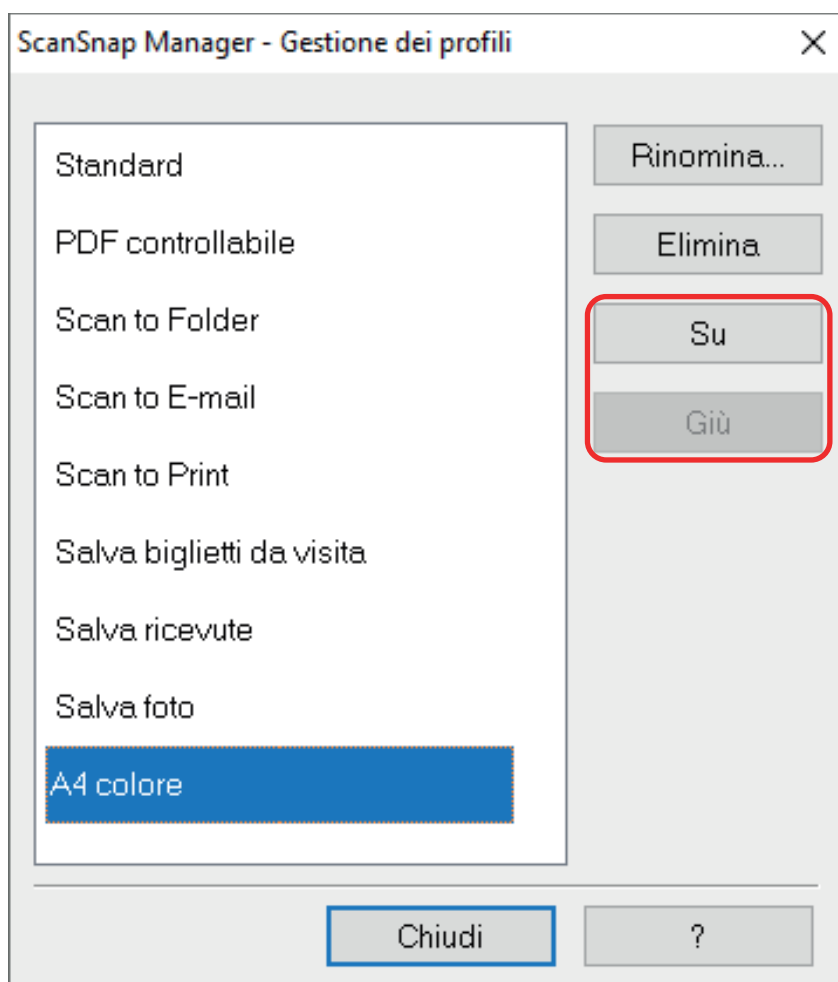 ScanSnap Manager - Gestione dei profili
Standard
PDF controllabile
Scan to Folder
Scan to E-mail
Scan to Print
Salva biglietti da visita
Salva ricevute
Salva foto
A4 colore
Rinomina...
Elimina
Su
Giù
Chiudi
?